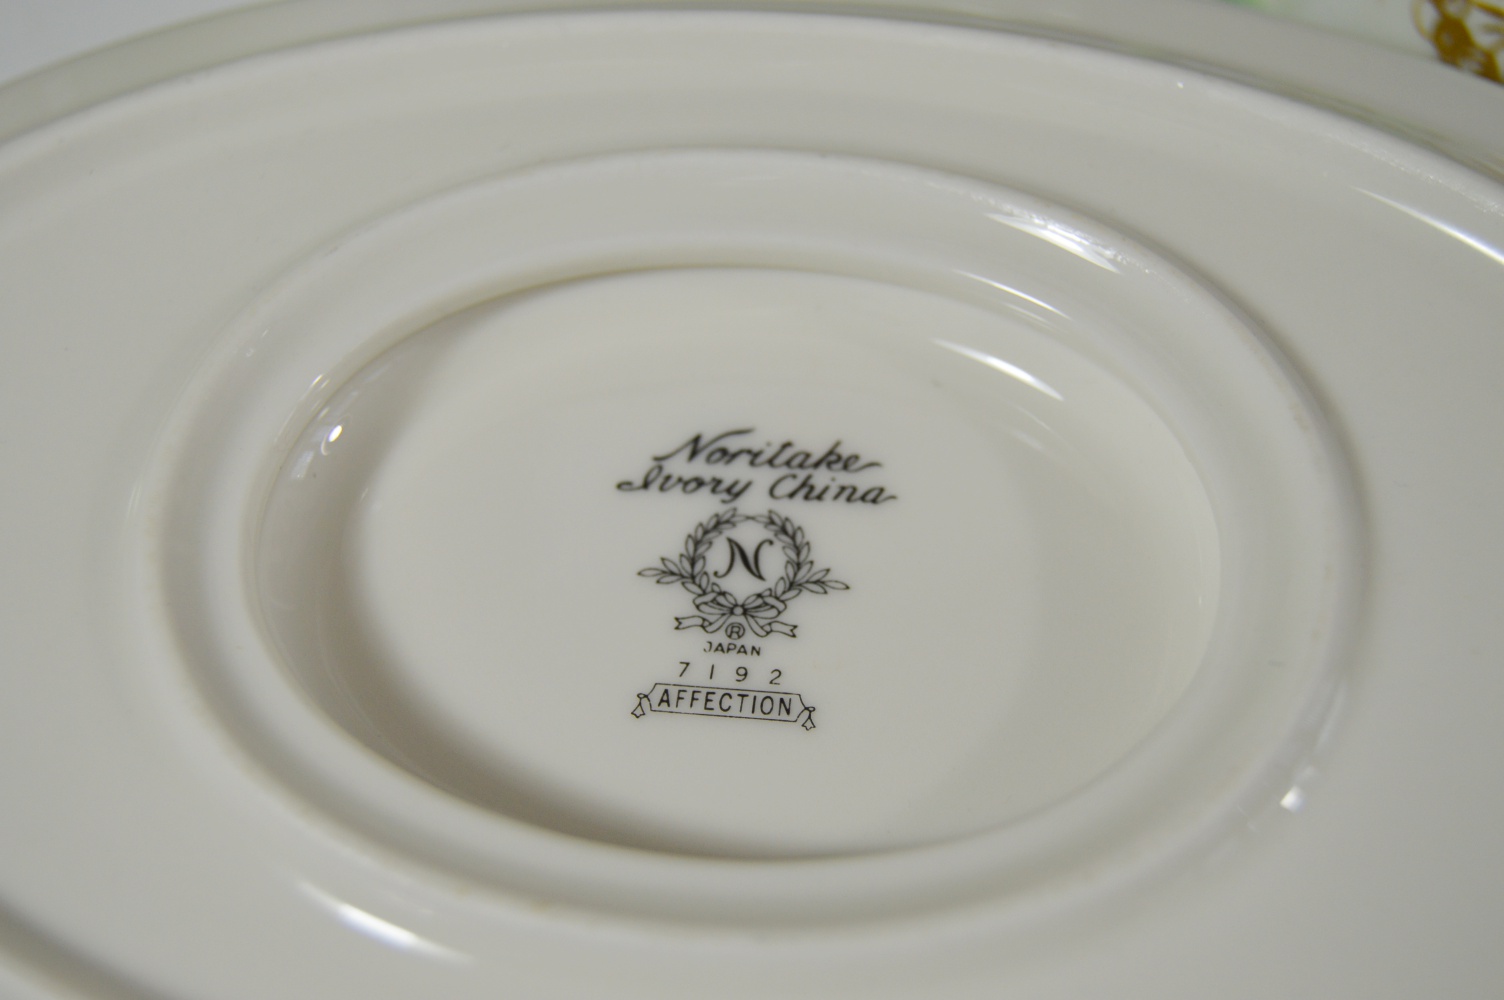 Noritake
Ivory China
N
®
JAPAN
7192
AFFECTION